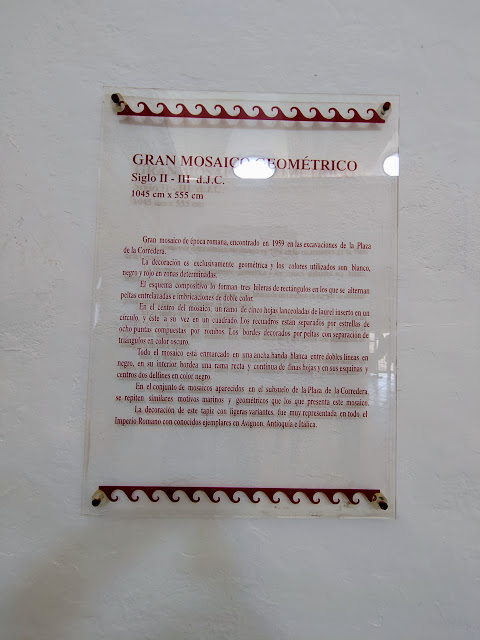 GRAN MOSAICO GEOMÉTRICO
Siglo II - III d.J.C.
1045 cm x 555 cm
Gran mosaico de época romana, encontrado en 1959 en las excavaciones de la Plaza
de la Corredera.
La decoración es exclusivamente geométrica y los colores utilizados son blanco,
negro y rojo en zonas determinadas.
El esquema compositivo lo forman tres hileras de rectángulos en los que se alternan
peltas entrelazadas e imbricaciones de doble color.
En el centro del mosaico, un ramo de cinco hojas lanceoladas de laurel inserto en un
círculo, y éste a su vez en un cuadrado. Los recuadros están separados por estrellas de
ocho puntas compuestas por rombos. Los bordes decorados por peltas con separación de
triángulos en color oscuro.
Todo el mosaico está enmarcado en una ancha banda blanca entre dobles líneas en
negro, en su interior bordea una rama recta y continua de finas hojas y en sus esquinas y
centros dos delfines en color negro.
En el conjunto de mosaicos aparecidos en el subsuelo de la Plaza de la Corredera,
se repiten similares motivos marinos y geométricos que los que presenta este mosaico.
La decoración de este tapiz con ligeras variantes, fue muy representada en todo el
Imperio Romano con conocidos ejemplares en Avignon, Antioquía e Itálica.